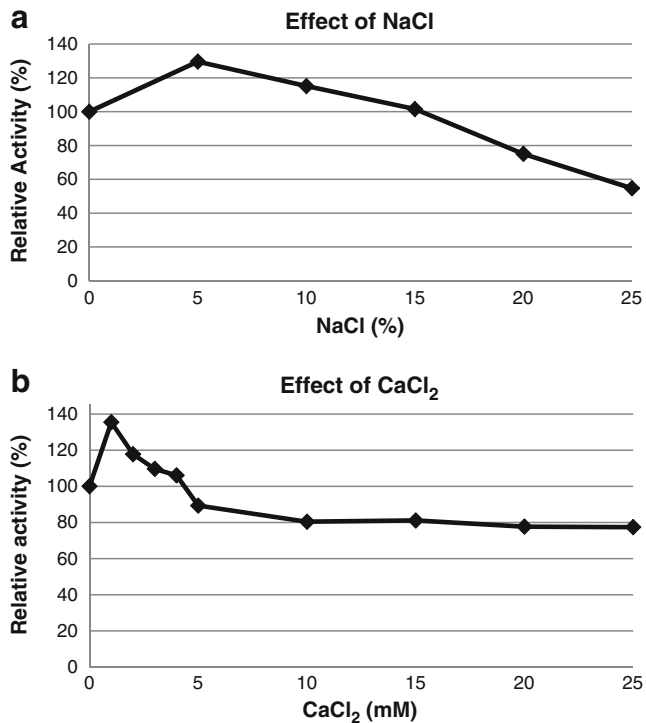 a
Effect of NaCl
Relative Activity (%)
140
120
100
80
60
40
20
0
0 5 10 15 20 25
NaCl (%)
b
Effect of CaCl₂
Relative activity (%)
140
120
100
80
60
40
20
0
0 5 10 15 20 25
CaCl₂ (mM)